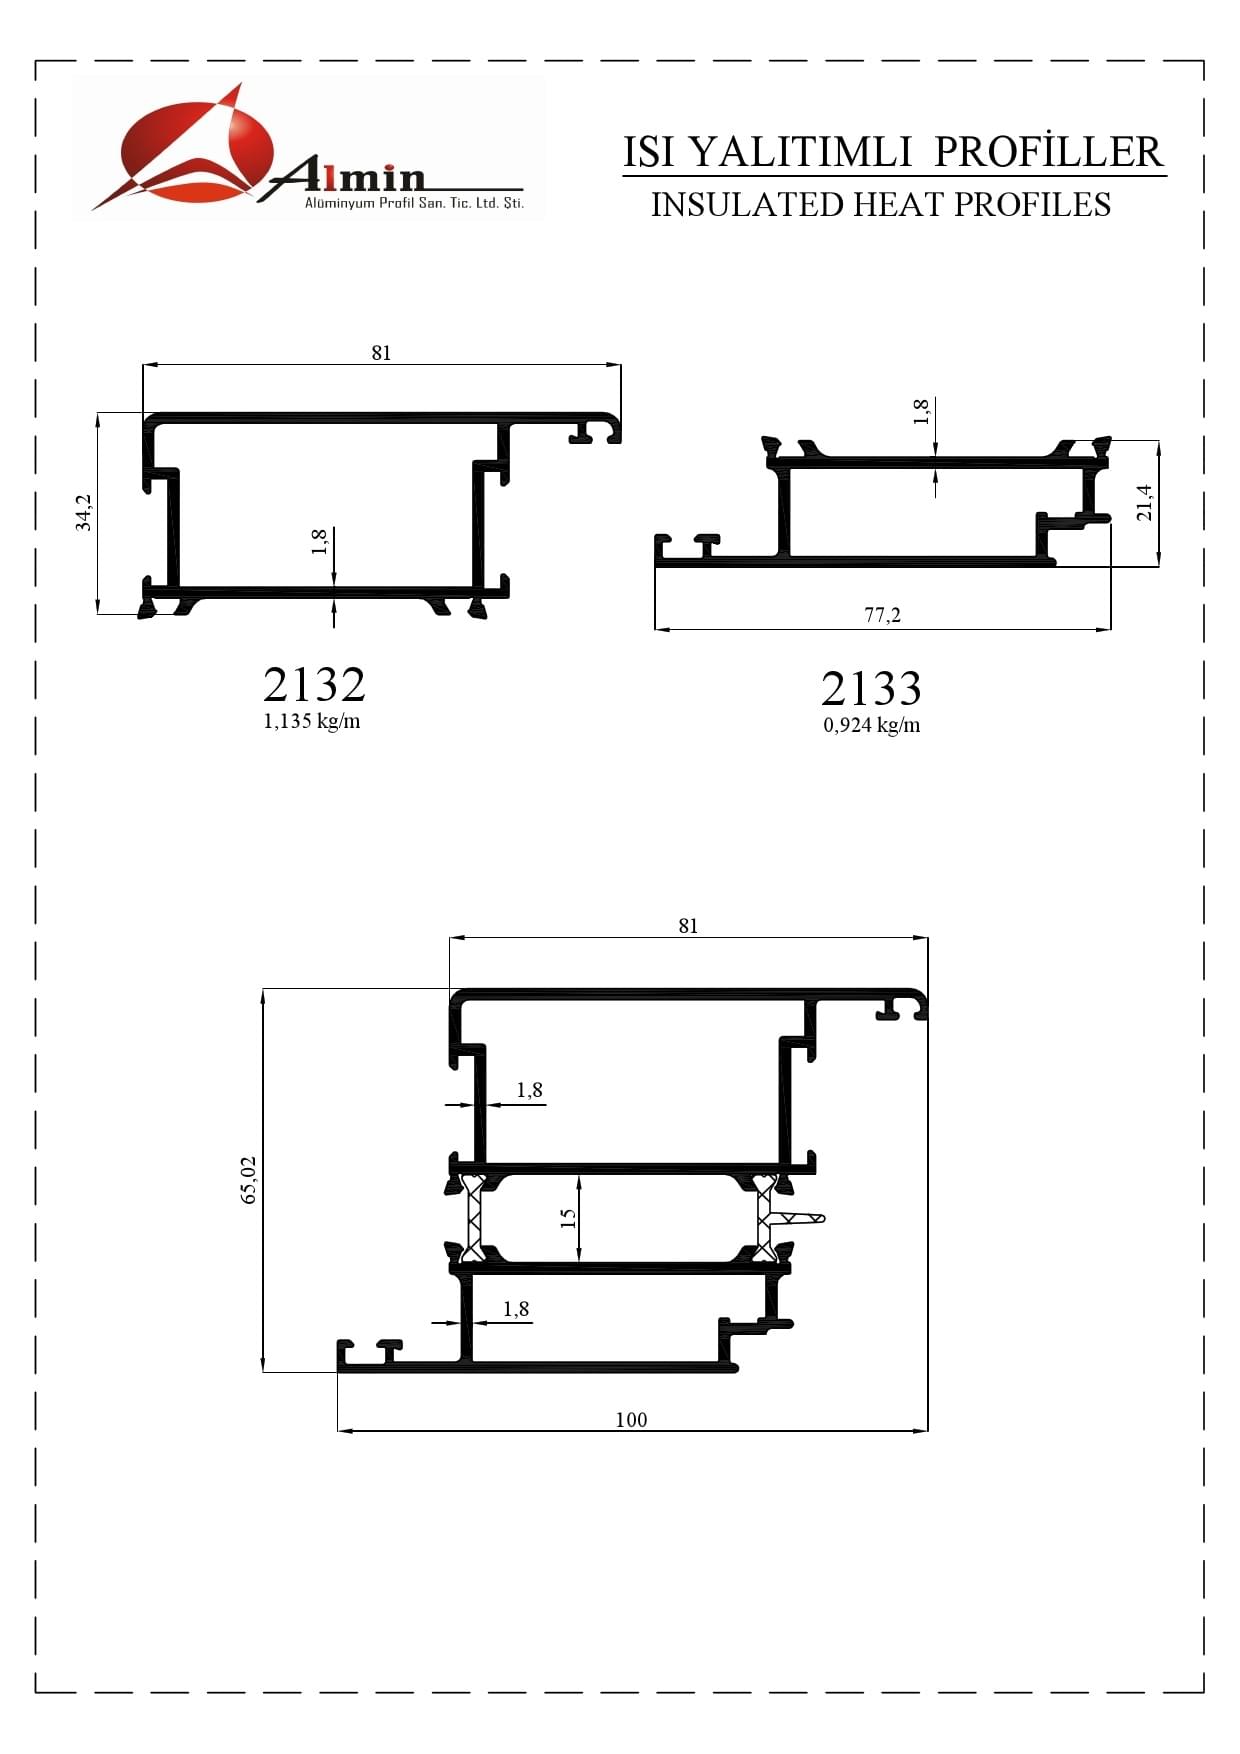 Almin
Alüminyum Profil San. Tic. Ltd. Şti.
ISI YALITIMLI PROFİLLER
INSULATED HEAT PROFILES
81
34,2
1,8
2132
1,135 kg/m
1,8
21,4
77,2
2133
0,924 kg/m
81
65,02
1,8
15
1,8
100